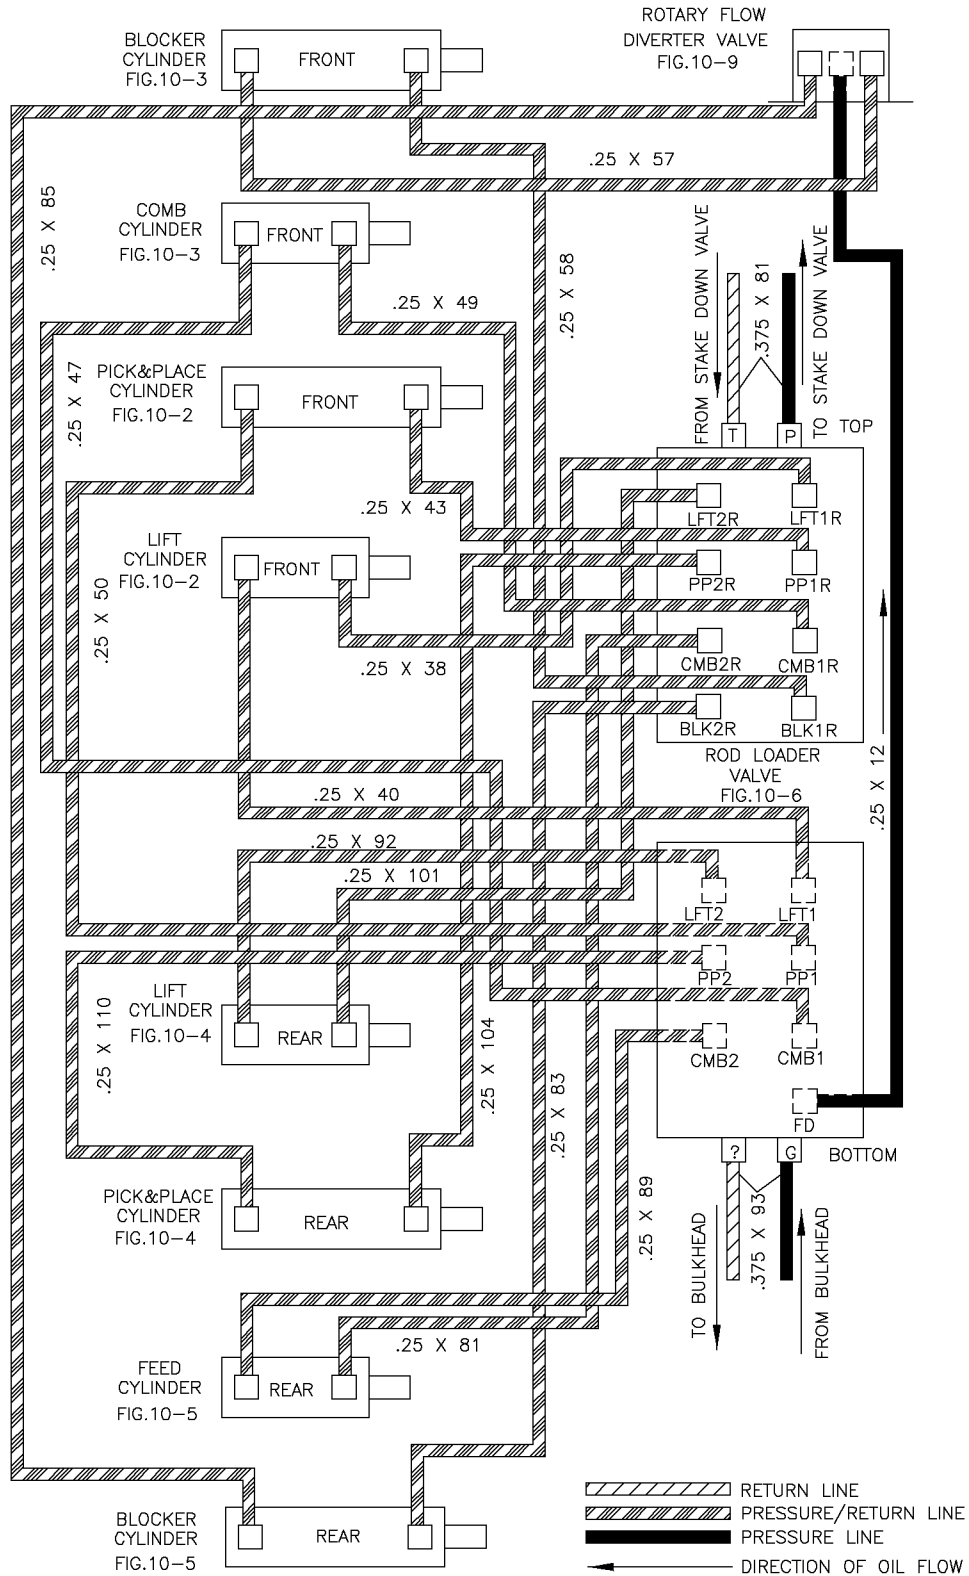 ROTARY FLOW
DIVERTER VALVE
FIG.10-9
BLOCKER
CYLINDER
FIG.10-3
FRONT
.25 X 57
.25 X 85
COMB
CYLINDER
FIG.10-3
FRONT
.25 X 49
.25 X 58
FROM STAKE DOWN VALVE
.375 X 81
TO STAKE DOWN VALVE
.25 X 47
PICK&PLACE
CYLINDER
FIG.10-2
FRONT
.25 X 43
T
P
TOP
LFT2R
LFT1R
LIFT
CYLINDER
FIG.10-2
FRONT
.25 X 50
.25 X 38
PP2R
PP1R
CMB2R
CMB1R
BLK2R
BLK1R
ROD LOADER
VALVE
FIG.10-6
.25 X 12
.25 X 40
.25 X 92
.25 X 101
LFT2
LFT1
PP2
PP1
LIFT
CYLINDER
FIG.10-4
REAR
.25 X 110
.25 X 104
.25 X 83
CMB2
CMB1
FD
?
G
BOTTOM
PICK&PLACE
CYLINDER
FIG.10-4
REAR
.25 X 89
TO BULKHEAD
.375 X 93
FROM BULKHEAD
.25 X 81
FEED
CYLINDER
FIG.10-5
REAR
BLOCKER
CYLINDER
FIG.10-5
REAR
RETURN LINE
PRESSURE/RETURN LINE
PRESSURE LINE
DIRECTION OF OIL FLOW